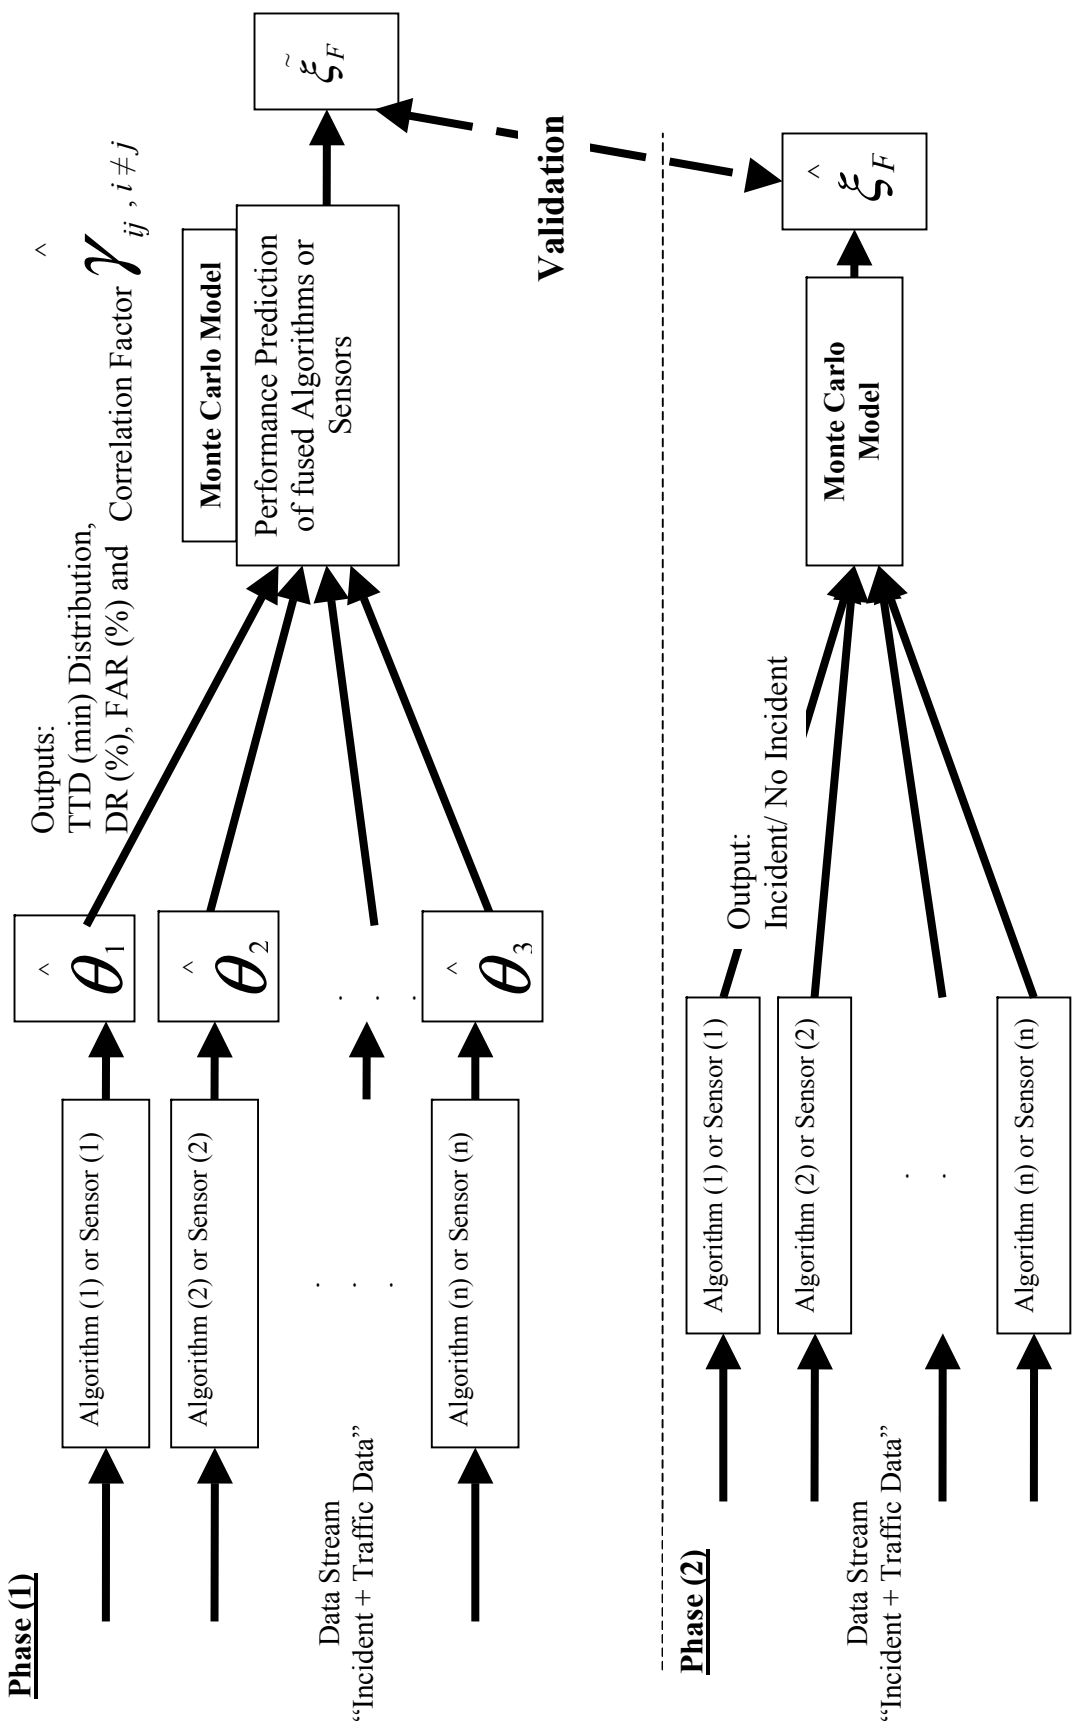 Phase (1)
Data Stream
“Incident + Traffic Data”
Algorithm (1) or Sensor (1)
Algorithm (2) or Sensor (2)
. . .
Algorithm (n) or Sensor (n)
θ̂₁
θ̂₂
. . .
θ̂₃
Outputs:
TTD (min) Distribution,
DR (%), FAR (%) and Correlation Factor γ̂ij , i ≠ j
Monte Carlo Model
Performance Prediction
of fused Algorithms or
Sensors
ξ̃F
Validation
Phase (2)
Data Stream
“Incident + Traffic Data”
Algorithm (1) or Sensor (1)
Algorithm (2) or Sensor (2)
. .
Algorithm (n) or Sensor (n)
Output:
Incident/ No Incident
Monte Carlo
Model
ξ̂F